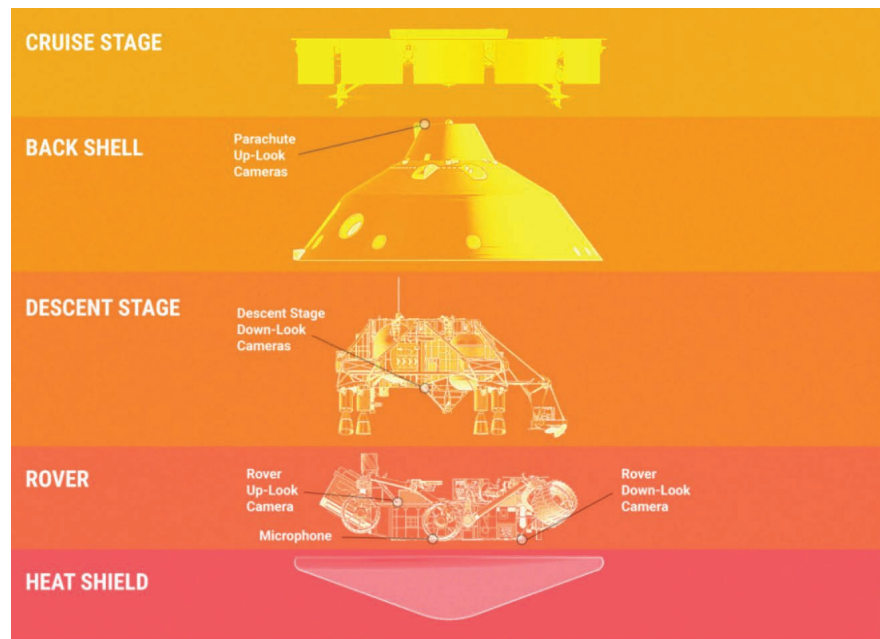 CRUISE STAGE
BACK SHELL
Parachute
Up-Look
Cameras
DESCENT STAGE
Descent Stage
Down-Look
Cameras
ROVER
Rover
Up-Look
Camera
Microphone
Rover
Down-Look
Camera
HEAT SHIELD